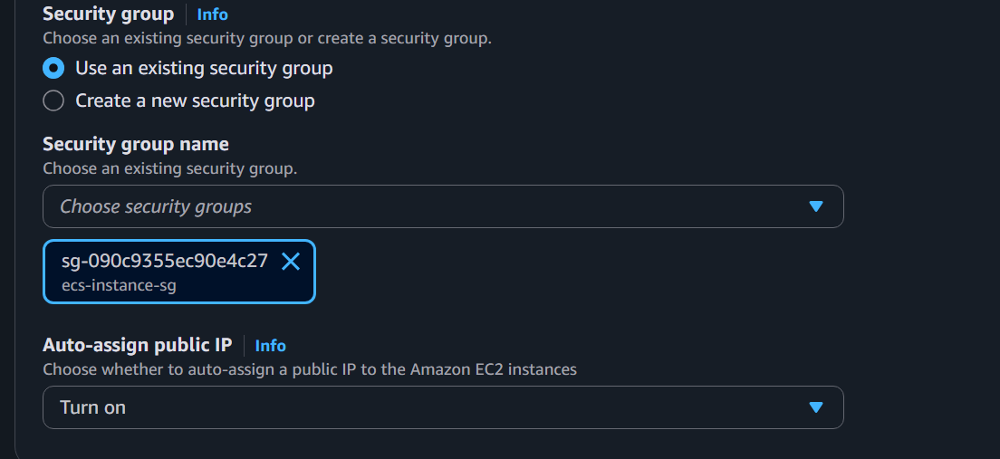 Security group Info
Choose an existing security group or create a security group.
Use an existing security group
Create a new security group
Security group name
Choose an existing security group.
Choose security groups
sg-090c9355ec90e4c27
ecs-instance-sg
Auto-assign public IP Info
Choose whether to auto-assign a public IP to the Amazon EC2 instances
Turn on